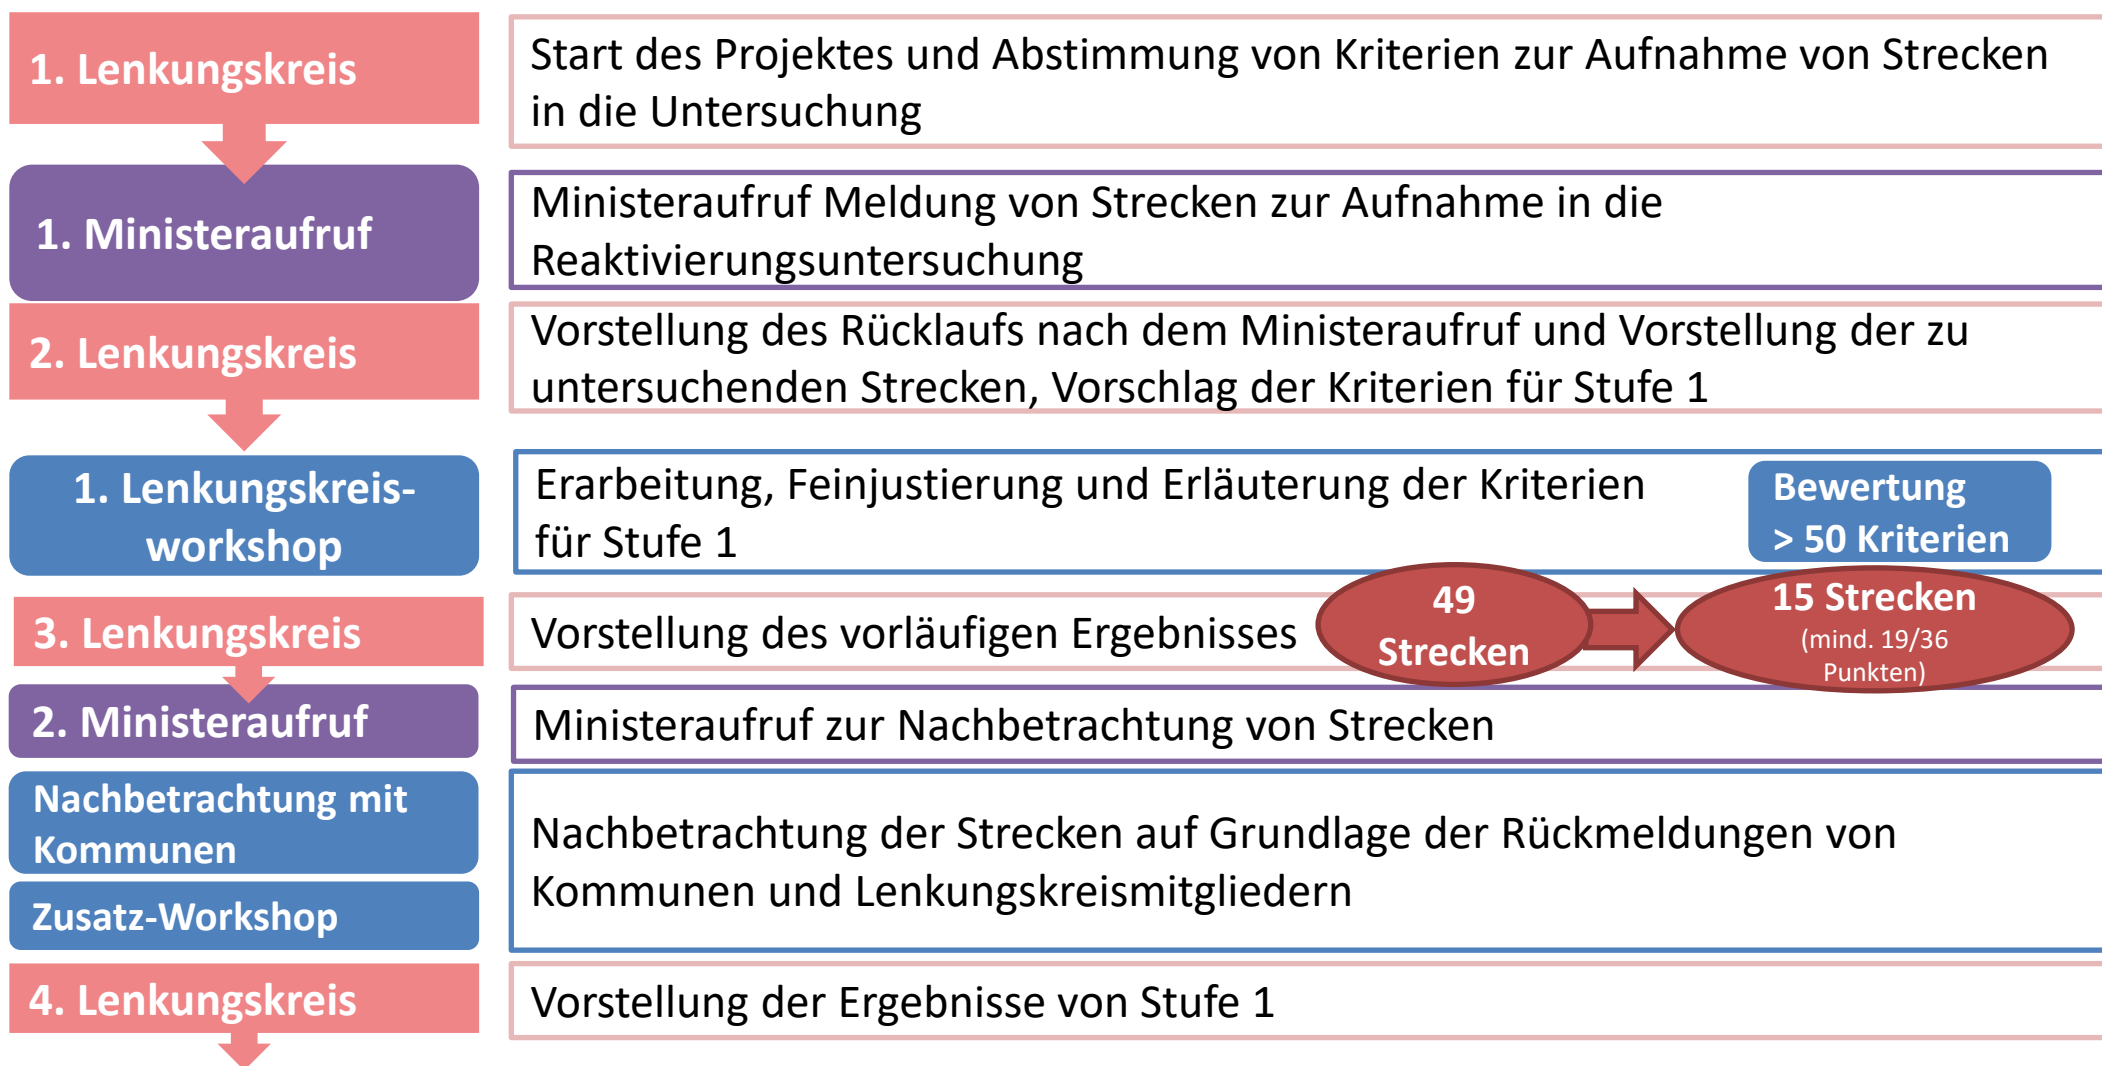 1. Lenkungskreis
Start des Projektes und Abstimmung von Kriterien zur Aufnahme von Strecken
in die Untersuchung
1. Ministeraufruf
Ministeraufruf Meldung von Strecken zur Aufnahme in die
Reaktivierungsuntersuchung
2. Lenkungskreis
Vorstellung des Rücklaufs nach dem Ministeraufruf und Vorstellung der zu
untersuchenden Strecken, Vorschlag der Kriterien für Stufe 1
1. Lenkungskreis-
workshop
Erarbeitung, Feinjustierung und Erläuterung der Kriterien
für Stufe 1
Bewertung
> 50 Kriterien
3. Lenkungskreis
Vorstellung des vorläufigen Ergebnisses
49
Strecken
15 Strecken
(mind. 19/36
Punkten)
2. Ministeraufruf
Ministeraufruf zur Nachbetrachtung von Strecken
Nachbetrachtung mit
Kommunen
Zusatz-Workshop
Nachbetrachtung der Strecken auf Grundlage der Rückmeldungen von
Kommunen und Lenkungskreismitgliedern
4. Lenkungskreis
Vorstellung der Ergebnisse von Stufe 1